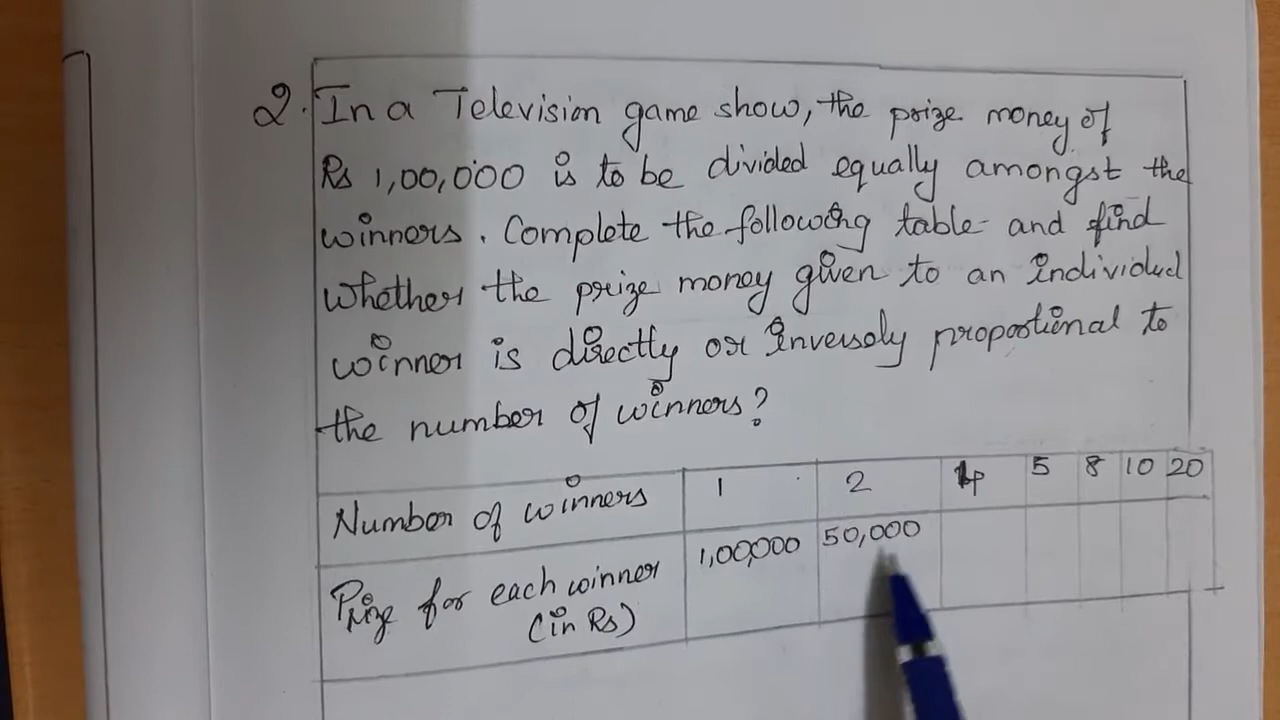 2. In a Television game show, the prize money of
Rs 1,00,000 is to be divided equally amongst the
winners. Complete the following table and find
whether the prize money given to an individual
winner is directly or inversely proportional to
the number of winners?
Number of winners 1 2 4 5 8 10 20
Prize for each winner (in Rs) 1,00,000 50,000